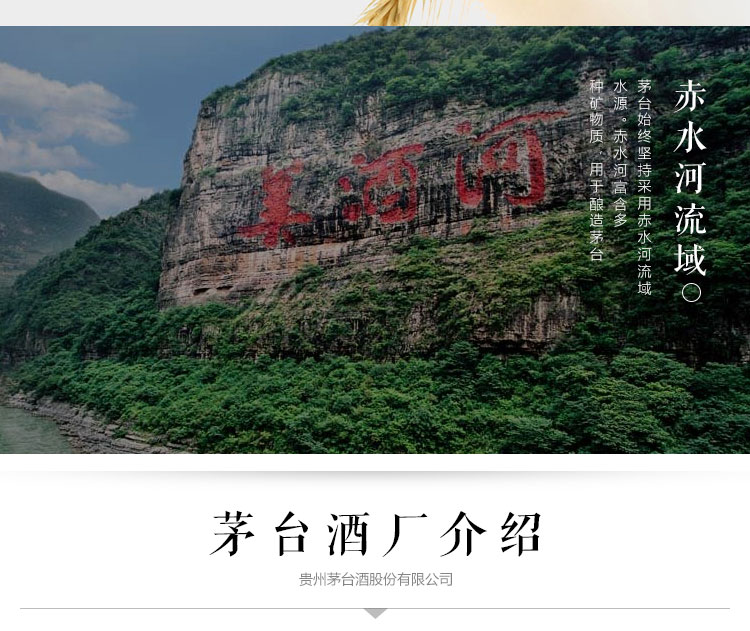 赤水河流域
茅台始终坚持采用赤水河流域
水源。赤水河富含多
种矿物质，用于酿造茅台
美酒河
茅台酒厂介绍
贵州茅台酒股份有限公司